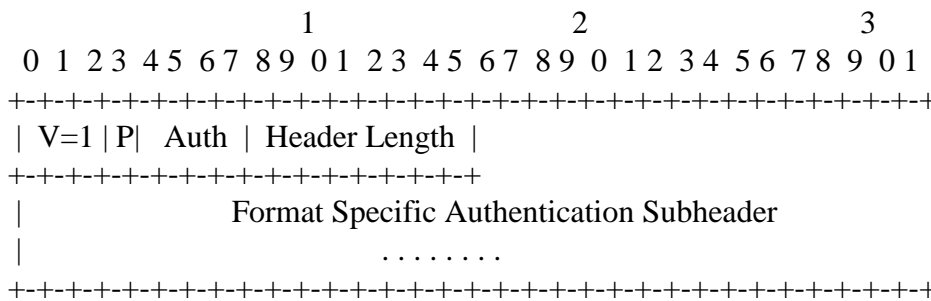 1 2 3
0 1 2 3 4 5 6 7 8 9 0 1 2 3 4 5 6 7 8 9 0 1 2 3 4 5 6 7 8 9 0 1
+-+-+-+-+-+-+-+-+-+-+-+-+-+-+-+-+-+-+-+-+-+-+-+-+-+-+-+-+-+-+-+-+
| V=1 | P| Auth | Header Length |
+-+-+-+-+-+-+-+-+-+-+-+-+-+-+-+-+
| Format Specific Authentication Subheader
| . . . . . . . .
+-+-+-+-+-+-+-+-+-+-+-+-+-+-+-+-+-+-+-+-+-+-+-+-+-+-+-+-+-+-+-+-+